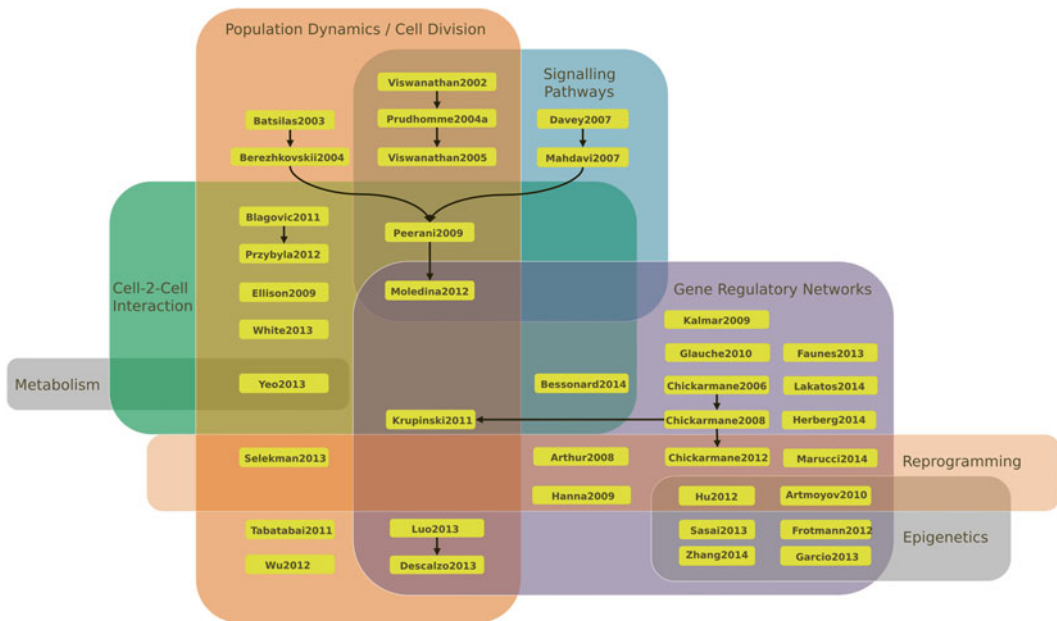 Population Dynamics / Cell Division
Signalling
Pathways
Viswanathan2002
Batsilas2003
Prudhomme2004a
Davey2007
Berezhkovskii2004
Viswanathan2005
Mahdavi2007
Blagovic2011
Peerani2009
Przybyla2012
Cell-2-Cell
Interaction
Ellison2009
Moledina2012
Gene Regulatory Networks
White2013
Kalmar2009
Glauche2010
Faunes2013
Metabolism
Yeo2013
Bessonard2014
Chickarmane2006
Lakatos2014
Krupinski2011
Chickarmane2008
Herberg2014
Selekman2013
Arthur2008
Chickarmane2012
Marucci2014
Reprogramming
Hanna2009
Hu2012
Artmoyov2010
Tabatabai2011
Luo2013
Sasai2013
Frotmann2012
Epigenetics
Wu2012
Descalzo2013
Zhang2014
Garcio2013